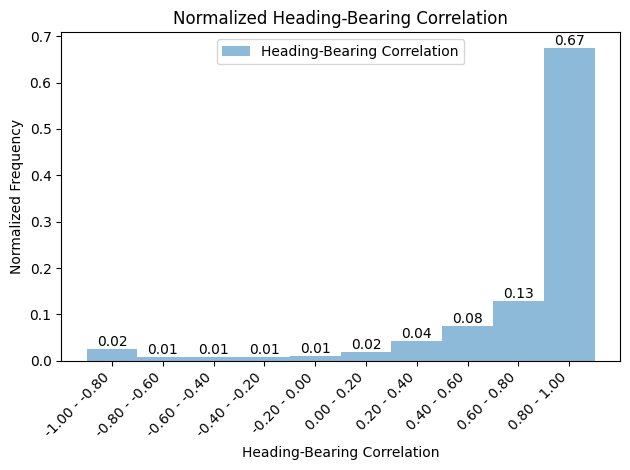 Normalized Heading-Bearing Correlation
Heading-Bearing Correlation
Normalized Frequency
0.7
0.6
0.5
0.4
0.3
0.2
0.1
0.0
0.02
0.01
0.01
0.01
0.01
0.02
0.04
0.08
0.13
0.67
-1.00 - -0.80
-0.80 - -0.60
-0.60 - -0.40
-0.40 - -0.20
-0.20 - 0.00
0.00 - 0.20
0.20 - 0.40
0.40 - 0.60
0.60 - 0.80
0.80 - 1.00
Heading-Bearing Correlation